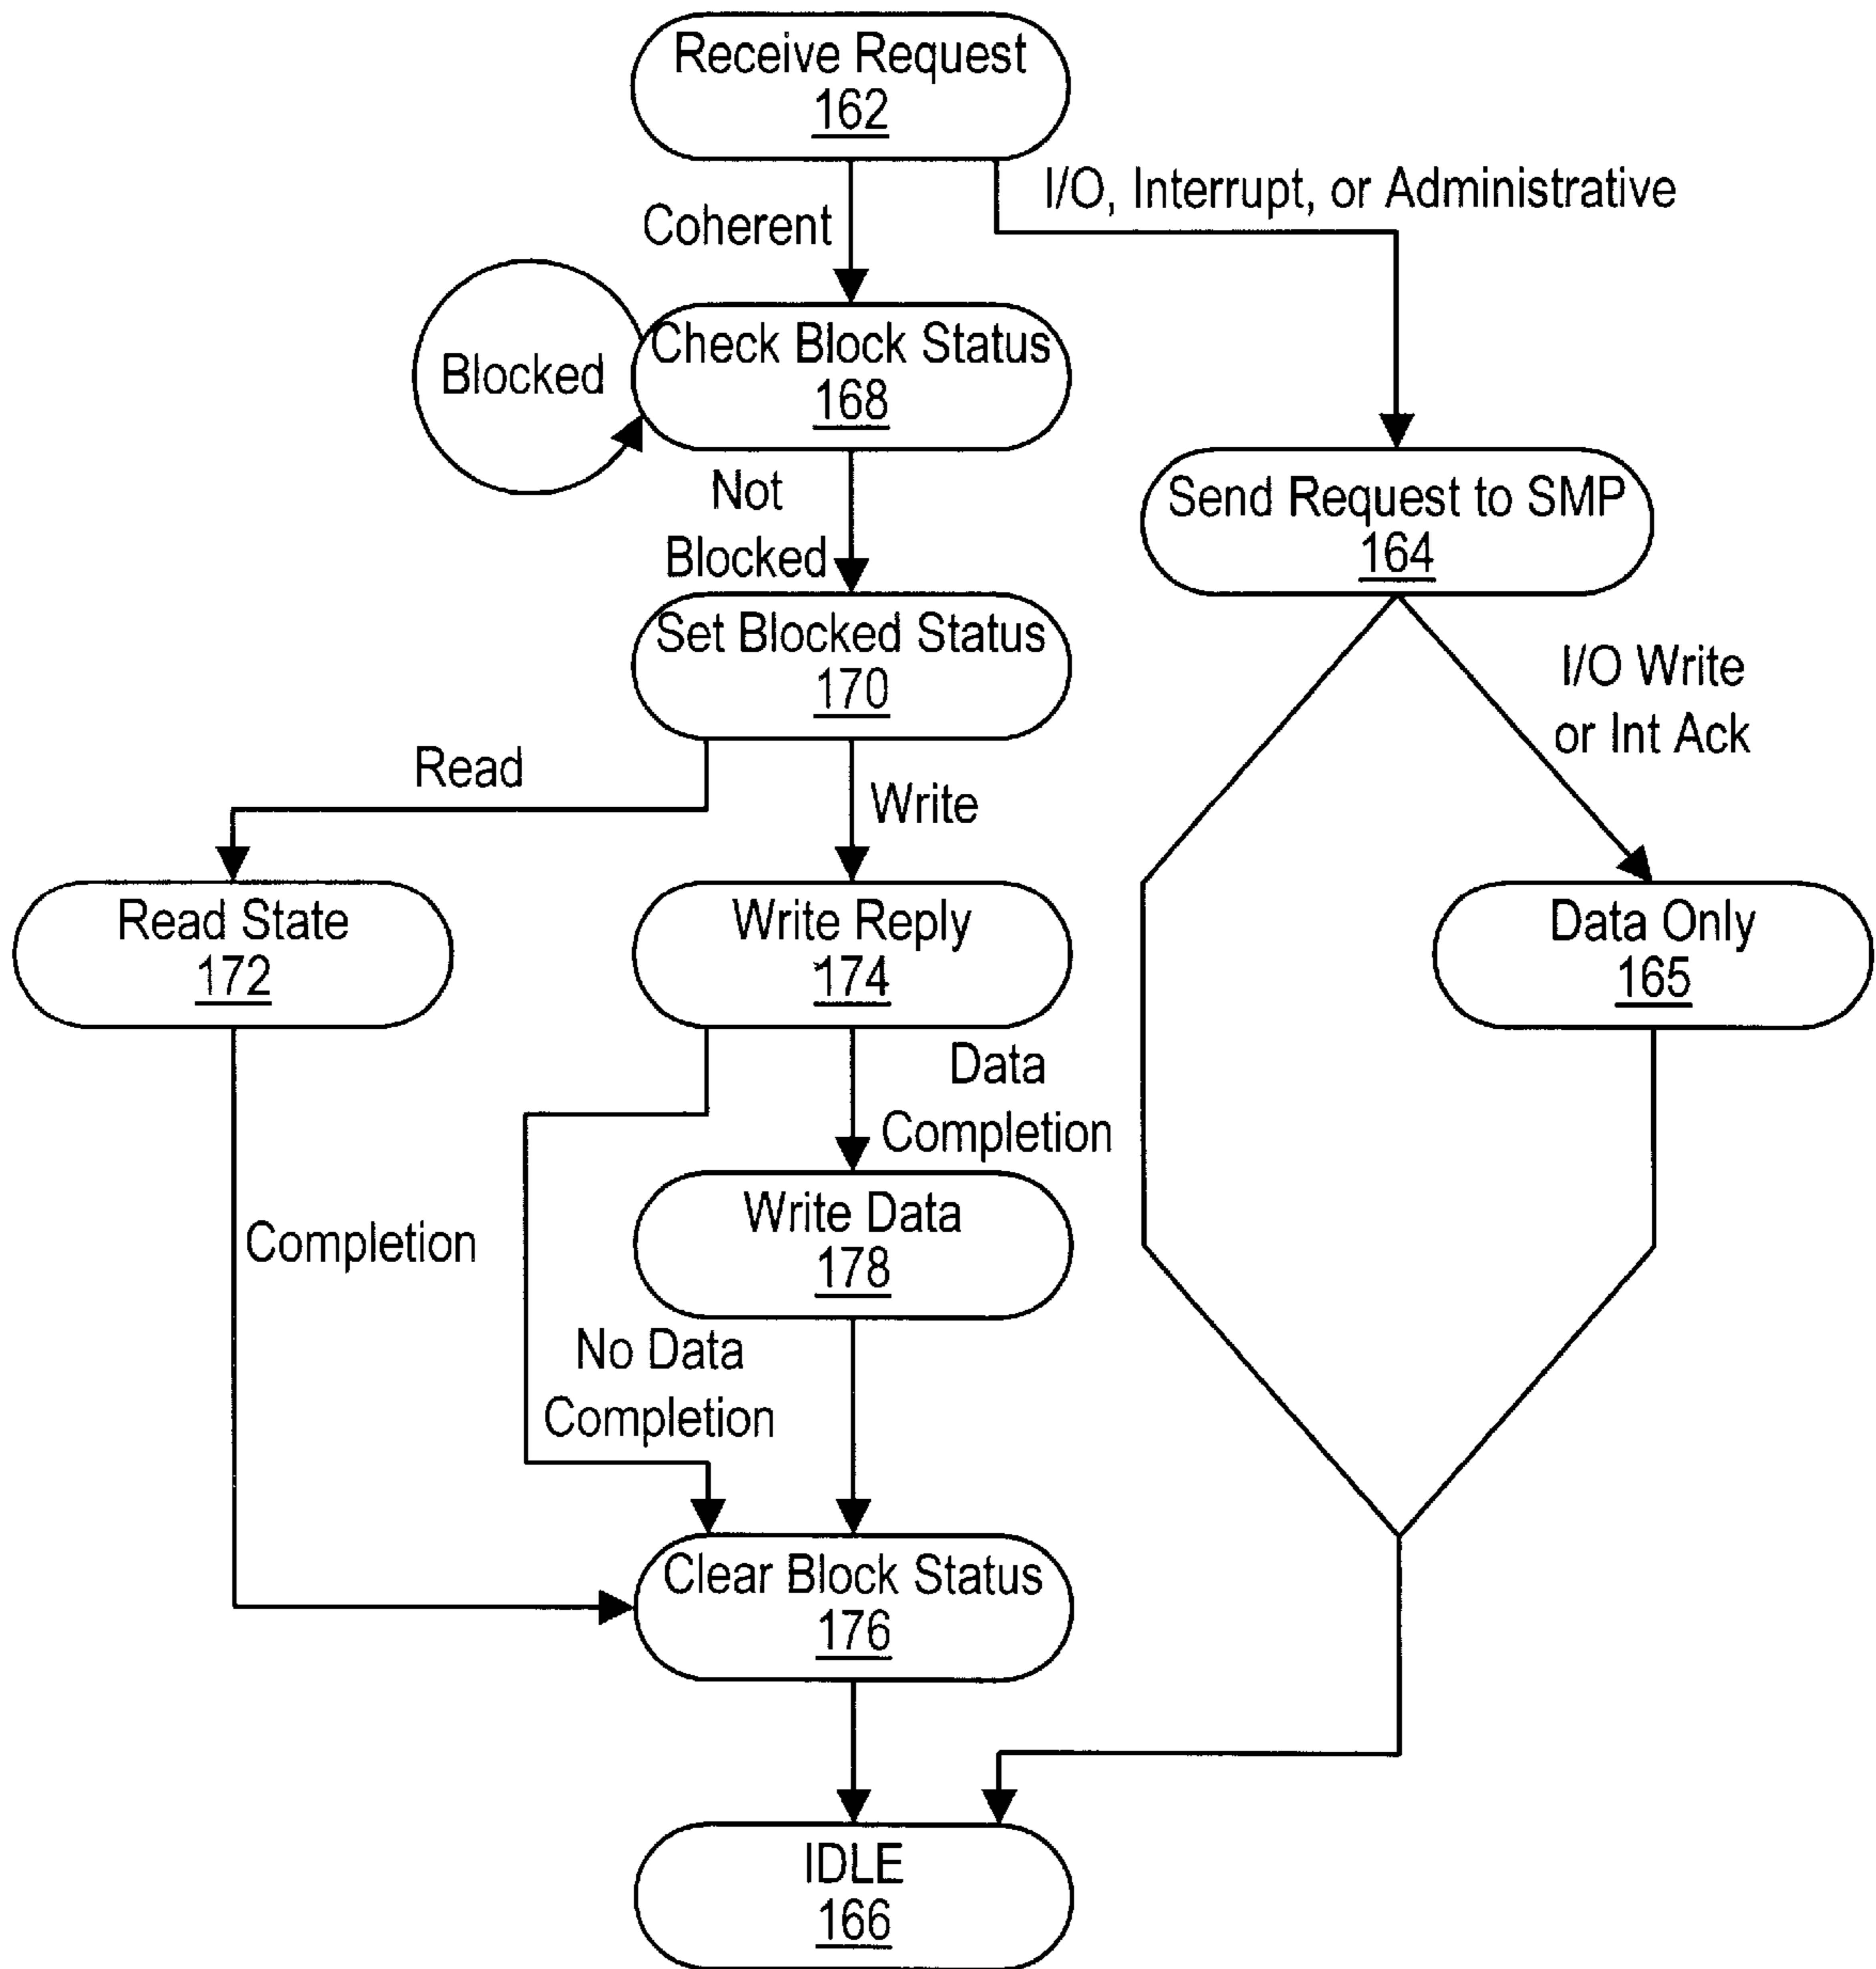 Receive Request
162
I/O, Interrupt, or Administrative
Coherent
Blocked
Check Block Status
168
Not
Blocked
Send Request to SMP
164
Set Blocked Status
170
I/O Write
or Int Ack
Read
Write
Read State
172
Write Reply
174
Data Only
165
Data
Completion
Write Data
178
Completion
No Data
Completion
Clear Block Status
176
IDLE
166